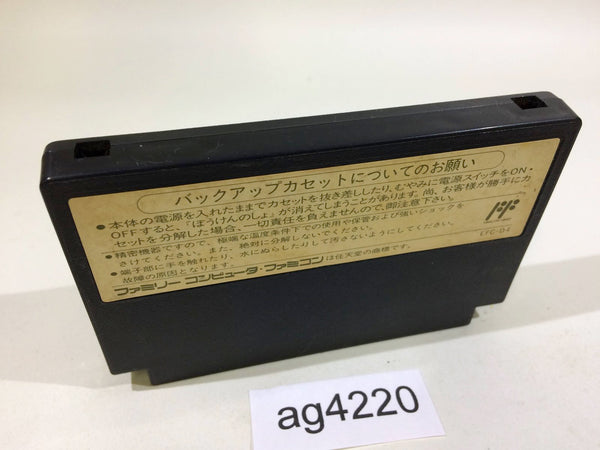 バックアップカセットについてのお願い
●本体の電源を入れたままでカセットを抜き差ししたり、むやみに電源スイッチをON・
OFFすると、「ぼうけんのしょ」が消えてしまうことがあります。尚、お客様が勝手にカ
セットを分解した場合、一切責任を負えませんので、御注意下さい。
●精密機器ですので、極端な温度条件下での使用や保管および強いショックを
さけてください。また、絶対に分解しないでください。
●端子部に手を触れたり、水にぬらしたりして汚さないようにしてください。
故障の原因となります。
ファミリーコンピュータ・ファミコンは任天堂の商標です。
EFC-D4
ag4220